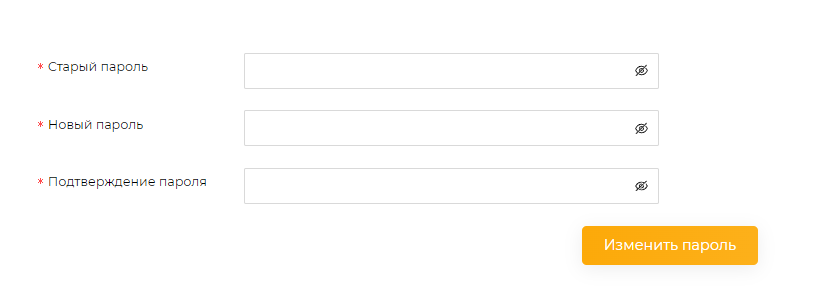 * Старый пароль
* Новый пароль
* Подтверждение пароля
Изменить пароль